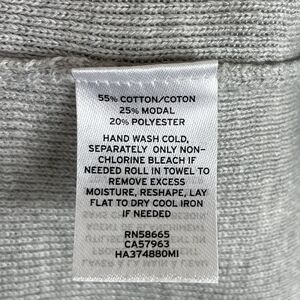 55% COTTON/COTON
25% MODAL
20% POLYESTER
HAND WASH COLD,
SEPARATELY ONLY NON-
CHLORINE BLEACH IF
NEEDED ROLL IN TOWEL TO
REMOVE EXCESS
MOISTURE, RESHAPE, LAY
FLAT TO DRY COOL IRON
IF NEEDED
RN58665
CA57963
HA374880MI